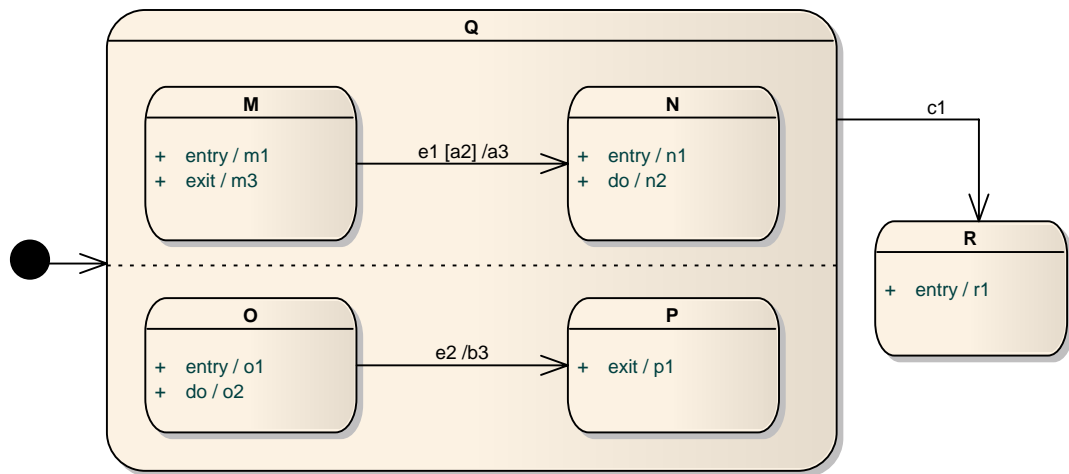 Q
M
+ entry / m1
+ exit / m3
e1 [a2] /a3
N
+ entry / n1
+ do / n2
c1
R
+ entry / r1
O
+ entry / o1
+ do / o2
e2 /b3
P
+ exit / p1